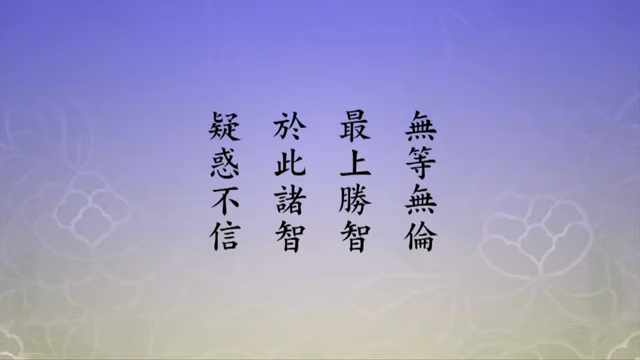 無等無倫
最上勝智
於此諸智
疑惑不信